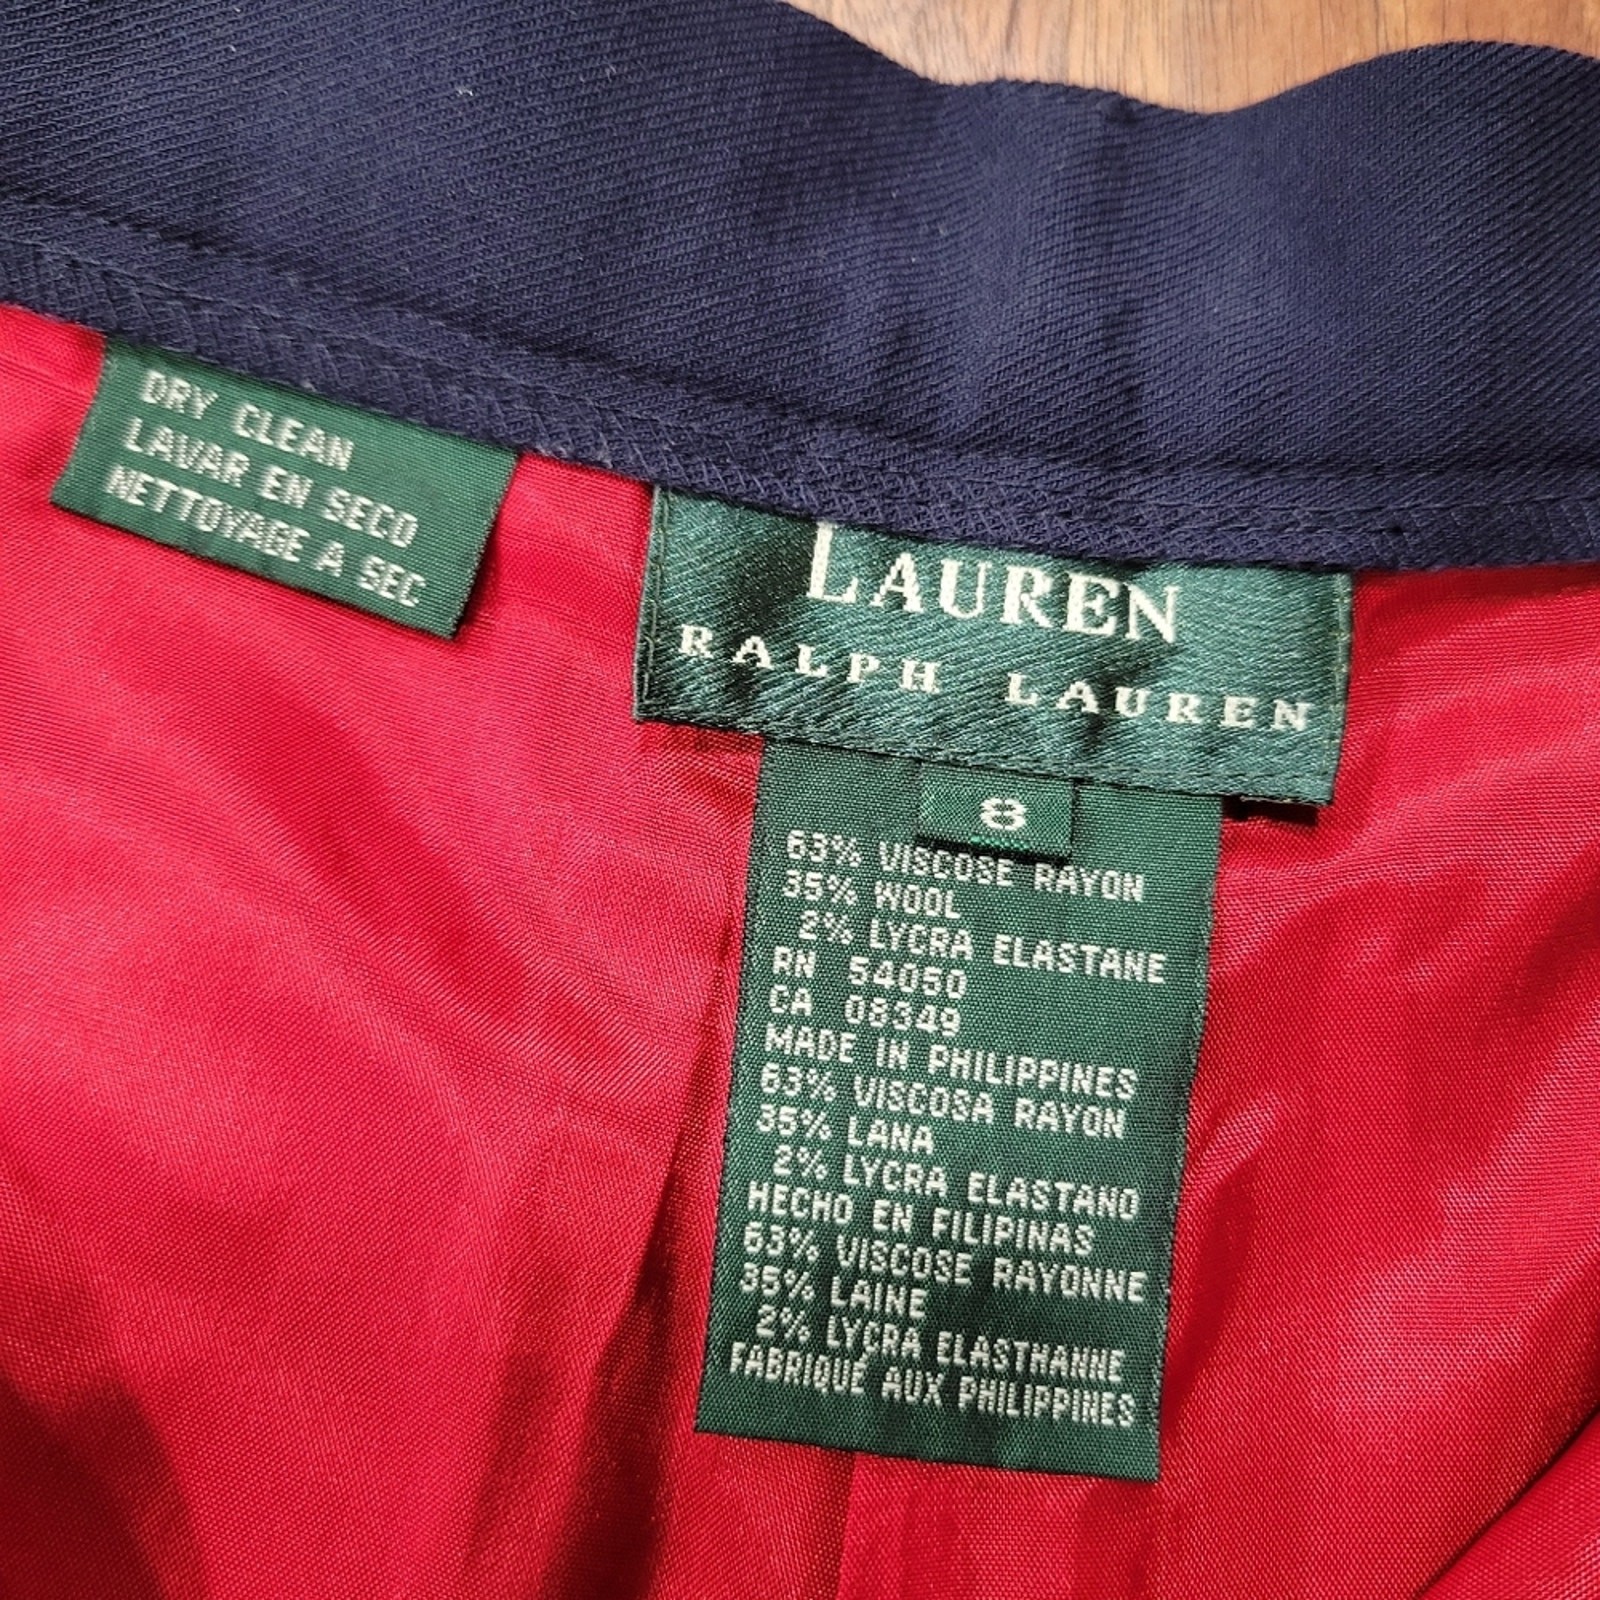 DRY CLEAN
LAVAR EN SECO
NETTOYAGE A SEC
LAUREN
RALPH LAUREN
8
63% VISCOSE RAYON
35% WOOL
2% LYCRA ELASTANE
RN 54050
CA 08349
MADE IN PHILIPPINES
63% VISCOSA RAYON
35% LANA
2% LYCRA ELASTANO
HECHO EN FILIPINAS
63% VISCOSE RAYONNE
35% LAINE
2% LYCRA ELASTHANNE
FABRIQUÉ AUX PHILIPPINES